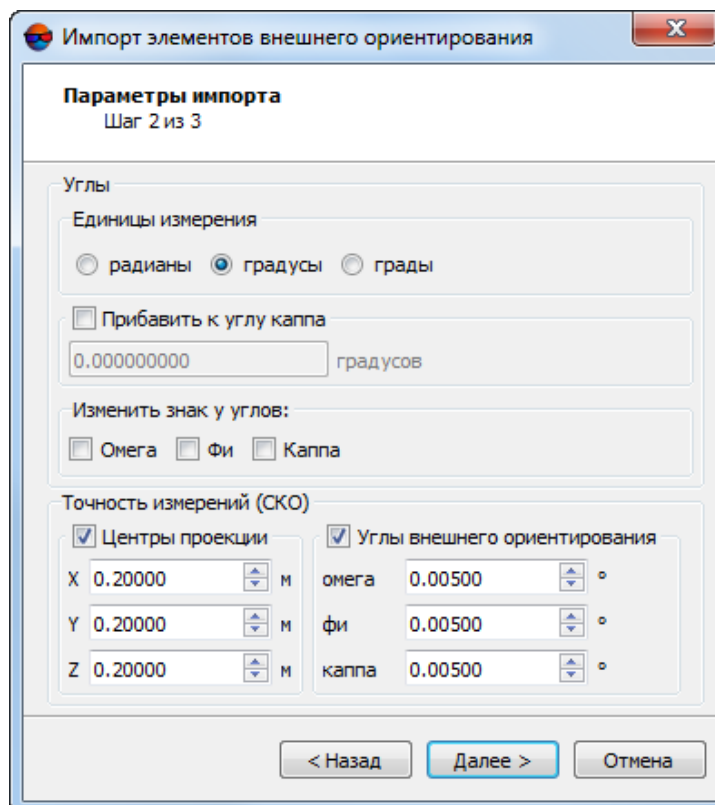 Импорт элементов внешнего ориентирования
Параметры импорта
Шаг 2 из 3
Углы
Единицы измерения
радианы градусы грады
Прибавить к углу каппа
0.000000000 градусов
Изменить знак у углов:
Омега Фи Каппа
Точность измерений (СКО)
Центры проекции
X 0.20000 м
Y 0.20000 м
Z 0.20000 м
Углы внешнего ориентирования
омега 0.00500 °
фи 0.00500 °
каппа 0.00500 °
< Назад Далее > Отмена